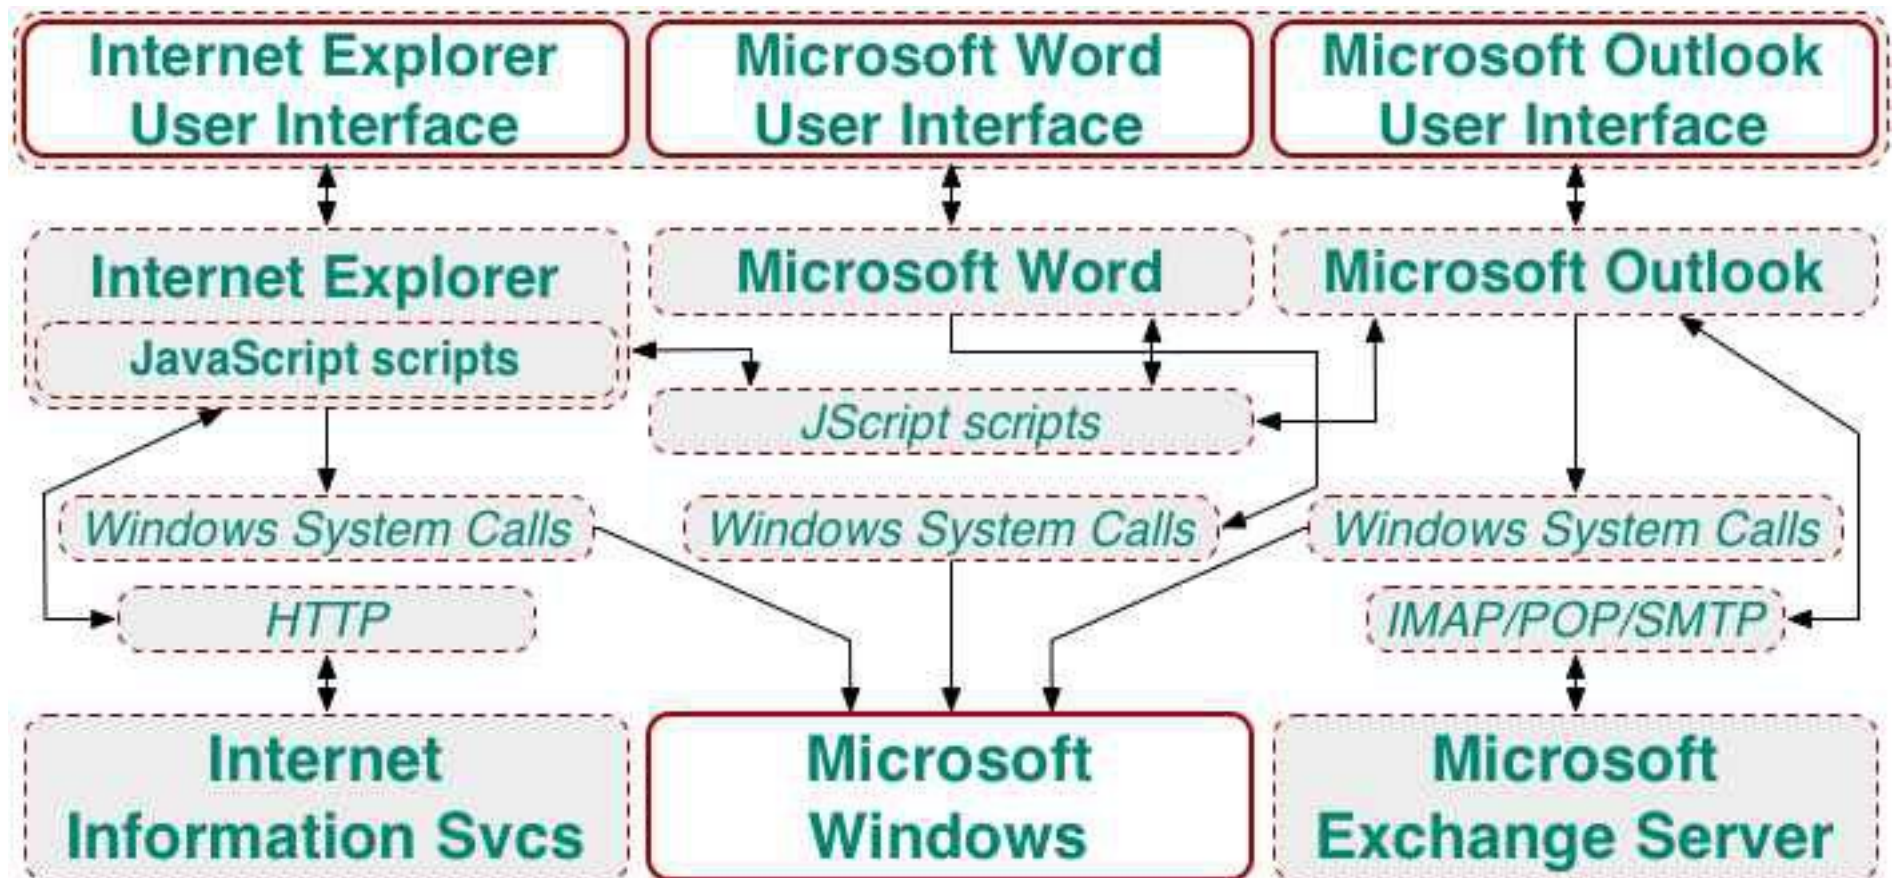 Internet Explorer
User Interface
Microsoft Word
User Interface
Microsoft Outlook
User Interface
Internet Explorer
JavaScript scripts
Microsoft Word
Microsoft Outlook
JScript scripts
Windows System Calls
Windows System Calls
Windows System Calls
HTTP
IMAP/POP/SMTP
Internet
Information Svcs
Microsoft
Windows
Microsoft
Exchange Server